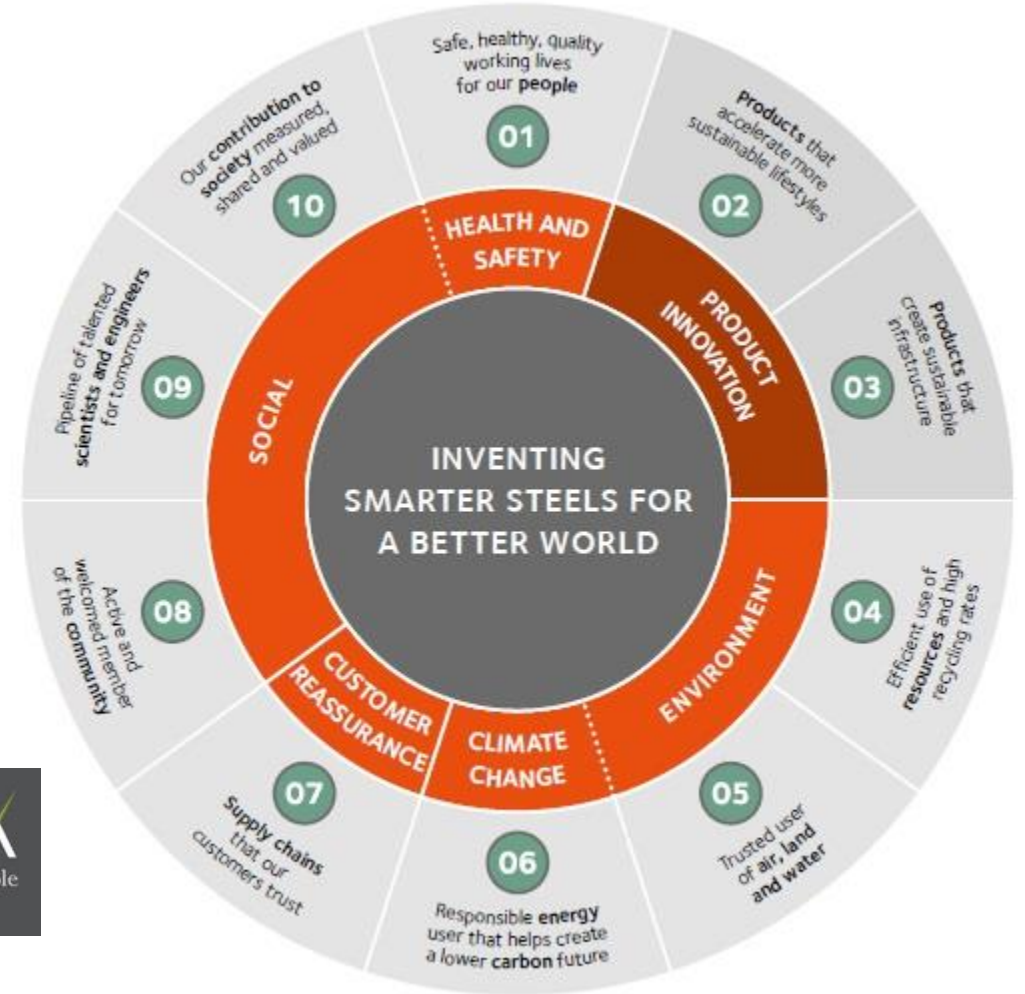 INVENTING
SMARTER STEELS FOR
A BETTER WORLD
HEALTH AND
SAFETY
PRODUCT
INNOVATION
ENVIRONMENT
CLIMATE
CHANGE
CUSTOMER
REASSURANCE
SOCIAL
Safe, healthy, quality
working lives
for our people
01
Products that
accelerate more
sustainable lifestyles
02
Products that
create sustainable
infrastructure
03
Efficient use of
resources and high
recycling rates
04
Trusted user
of air, land
and water
05
06
Responsible energy
user that helps create
a lower carbon future
07
Supply chains
that our
customers trust
08
Active and
welcomed member
of the community
09
Pipeline of talented
scientists and engineers
for tomorrow
10
Our contribution to
society measured,
shared and valued